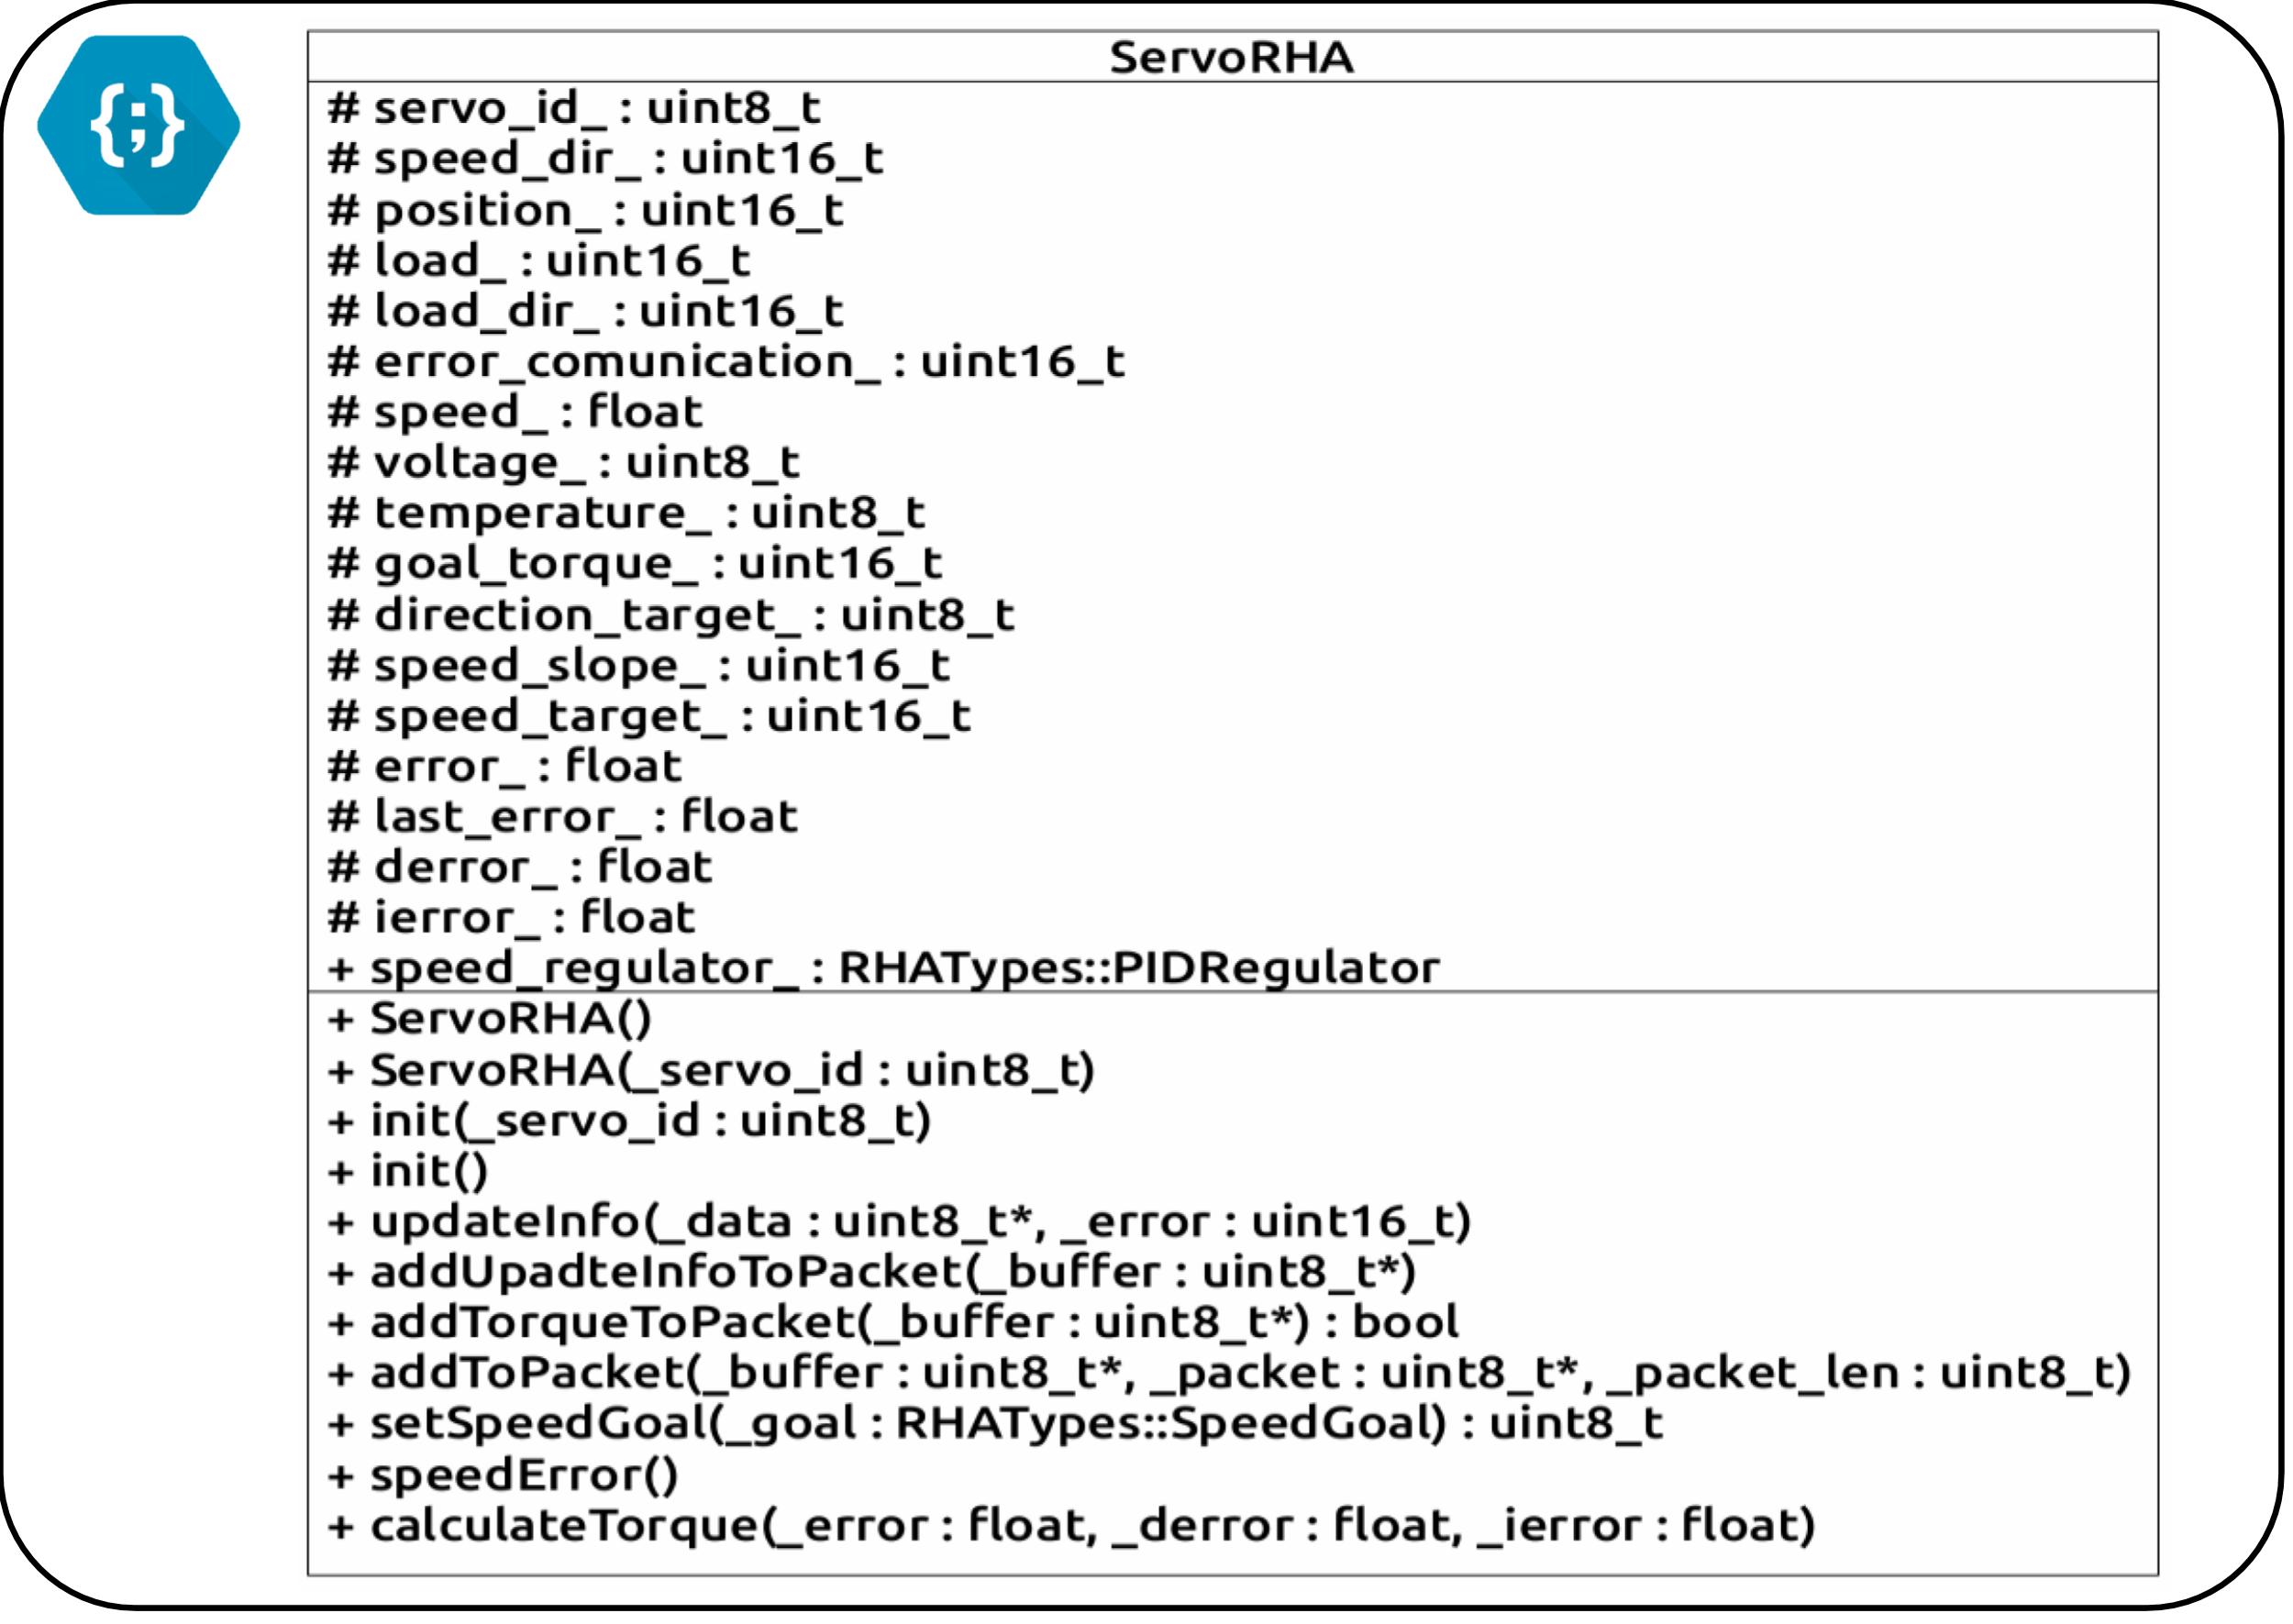 {;}
ServoRHA
# servo_id_ : uint8_t
# speed_dir_ : uint16_t
# position_ : uint16_t
# load_ : uint16_t
# load_dir_ : uint16_t
# error_comunication_ : uint16_t
# speed_ : float
# voltage_ : uint8_t
# temperature_ : uint8_t
# goal_torque_ : uint16_t
# direction_target_ : uint8_t
# speed_slope_ : uint16_t
# speed_target_ : uint16_t
# error_ : float
# last_error_ : float
# derror_ : float
# ierror_ : float
+ speed_regulator_ : RHATypes::PIDRegulator
+ ServoRHA()
+ ServoRHA(_servo_id : uint8_t)
+ init(_servo_id : uint8_t)
+ init()
+ updateInfo(_data : uint8_t*, _error : uint16_t)
+ addUpadteInfoToPacket(_buffer : uint8_t*)
+ addTorqueToPacket(_buffer : uint8_t*) : bool
+ addToPacket(_buffer : uint8_t*, _packet : uint8_t*, _packet_len : uint8_t)
+ setSpeedGoal(_goal : RHATypes::SpeedGoal) : uint8_t
+ speedError()
+ calculateTorque(_error : float, _derror : float, _ierror : float)